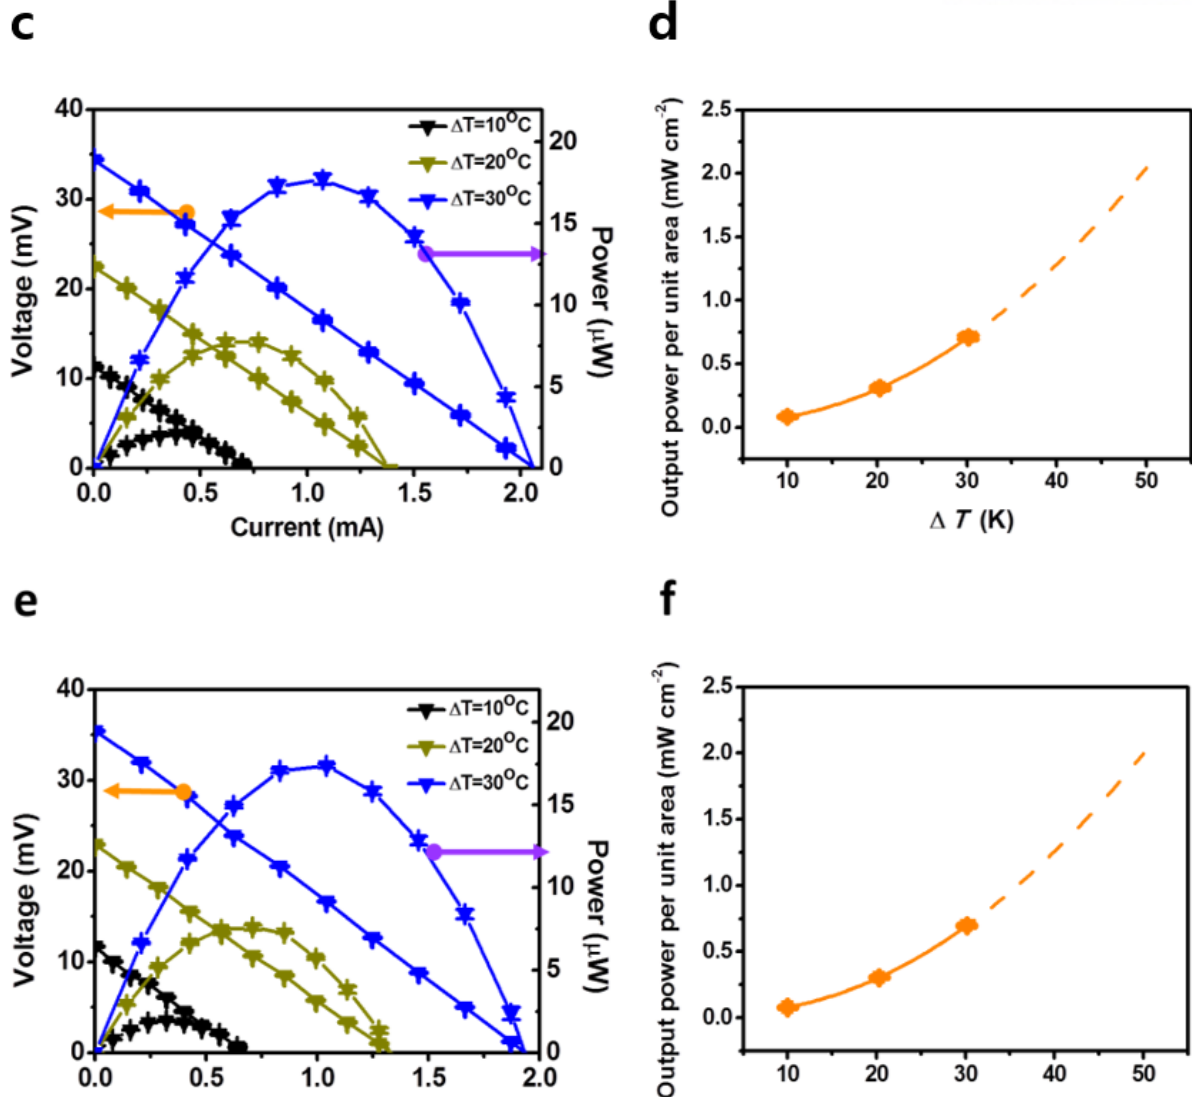 c
40
30
20
10
0
Voltage (mV)
ΔT=10°C
ΔT=20°C
ΔT=30°C
20
15
10
5
0
Power (μW)
0.0 0.5 1.0 1.5 2.0
Current (mA)
d
2.5
2.0
1.5
1.0
0.5
0.0
Output power per unit area (mW cm⁻²)
10 20 30 40 50
Δ T (K)
e
40
30
20
10
0
Voltage (mV)
ΔT=10°C
ΔT=20°C
ΔT=30°C
20
15
10
5
0
Power (μW)
0.0 0.5 1.0 1.5 2.0
f
2.5
2.0
1.5
1.0
0.5
0.0
Output power per unit area (mW cm⁻²)
10 20 30 40 50